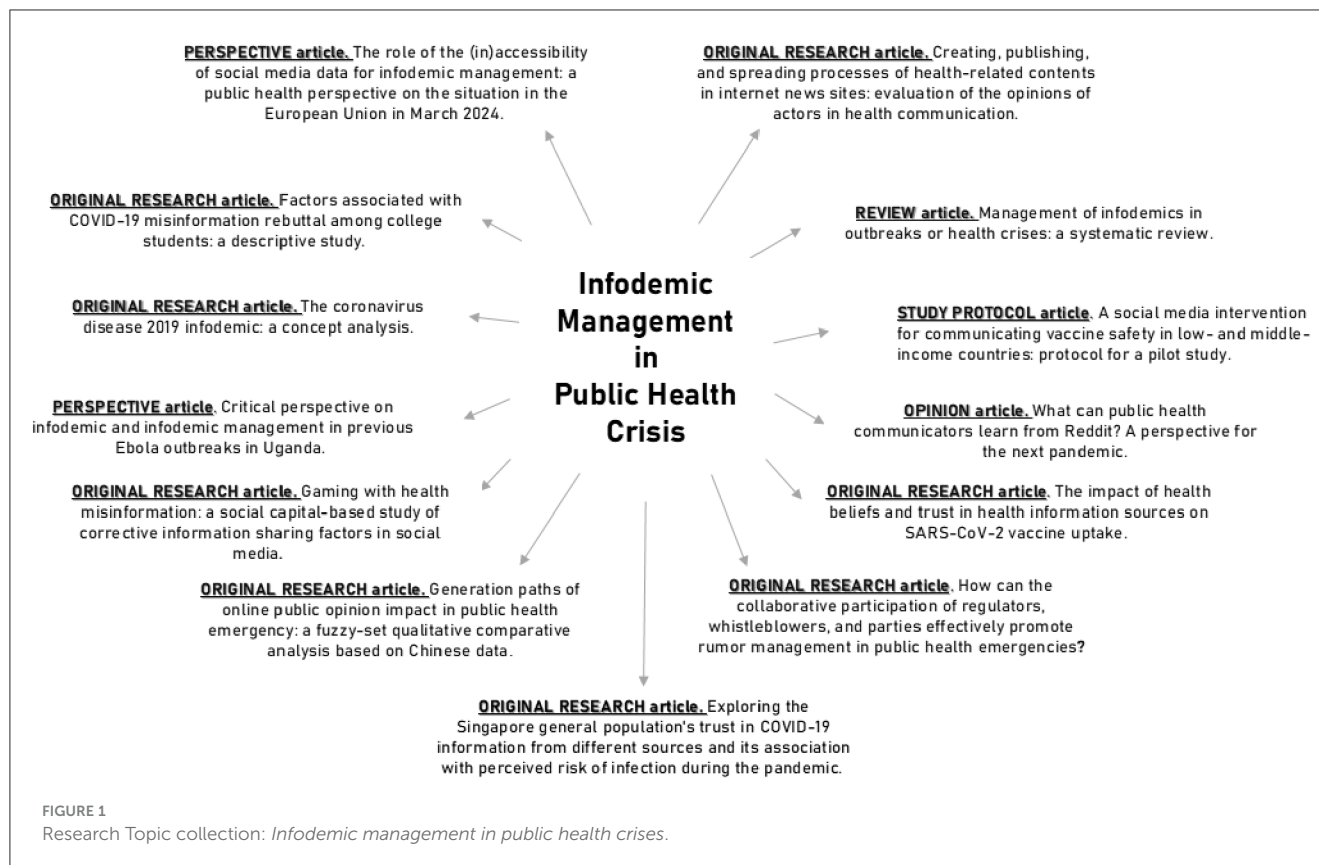 PERSPECTIVE article. The role of the (in)accessibility
of social media data for infodemic management: a
public health perspective on the situation in the
European Union in March 2024.
ORIGINAL RESEARCH article. Creating, publishing,
and spreading processes of health-related contents
in internet news sites: evaluation of the opinions of
actors in health communication.
ORIGINAL RESEARCH article. Factors associated with
COVID-19 misinformation rebuttal among college
students: a descriptive study.
REVIEW article. Management of infodemics in
outbreaks or health crises: a systematic review.
ORIGINAL RESEARCH article. The coronavirus
disease 2019 infodemic: a concept analysis.
Infodemic
Management
in
Public Health
Crisis
STUDY PROTOCOL article. A social media intervention
for communicating vaccine safety in low- and middle-
income countries: protocol for a pilot study.
PERSPECTIVE article. Critical perspective on
infodemic and infodemic management in previous
Ebola outbreaks in Uganda.
OPINION article. What can public health
communicators learn from Reddit? A perspective for
the next pandemic.
ORIGINAL RESEARCH article. Gaming with health
misinformation: a social capital-based study of
corrective information sharing factors in social
media.
ORIGINAL RESEARCH article. The impact of health
beliefs and trust in health information sources on
SARS-CoV-2 vaccine uptake.
ORIGINAL RESEARCH article. Generation paths of
online public opinion impact in public health
emergency: a fuzzy-set qualitative comparative
analysis based on Chinese data.
ORIGINAL RESEARCH article. How can the
collaborative participation of regulators,
whistleblowers, and parties effectively promote
rumor management in public health emergencies?
ORIGINAL RESEARCH article. Exploring the
Singapore general population's trust in COVID-19
information from different sources and its association
with perceived risk of infection during the pandemic.
FIGURE 1
Research Topic collection: Infodemic management in public health crises.